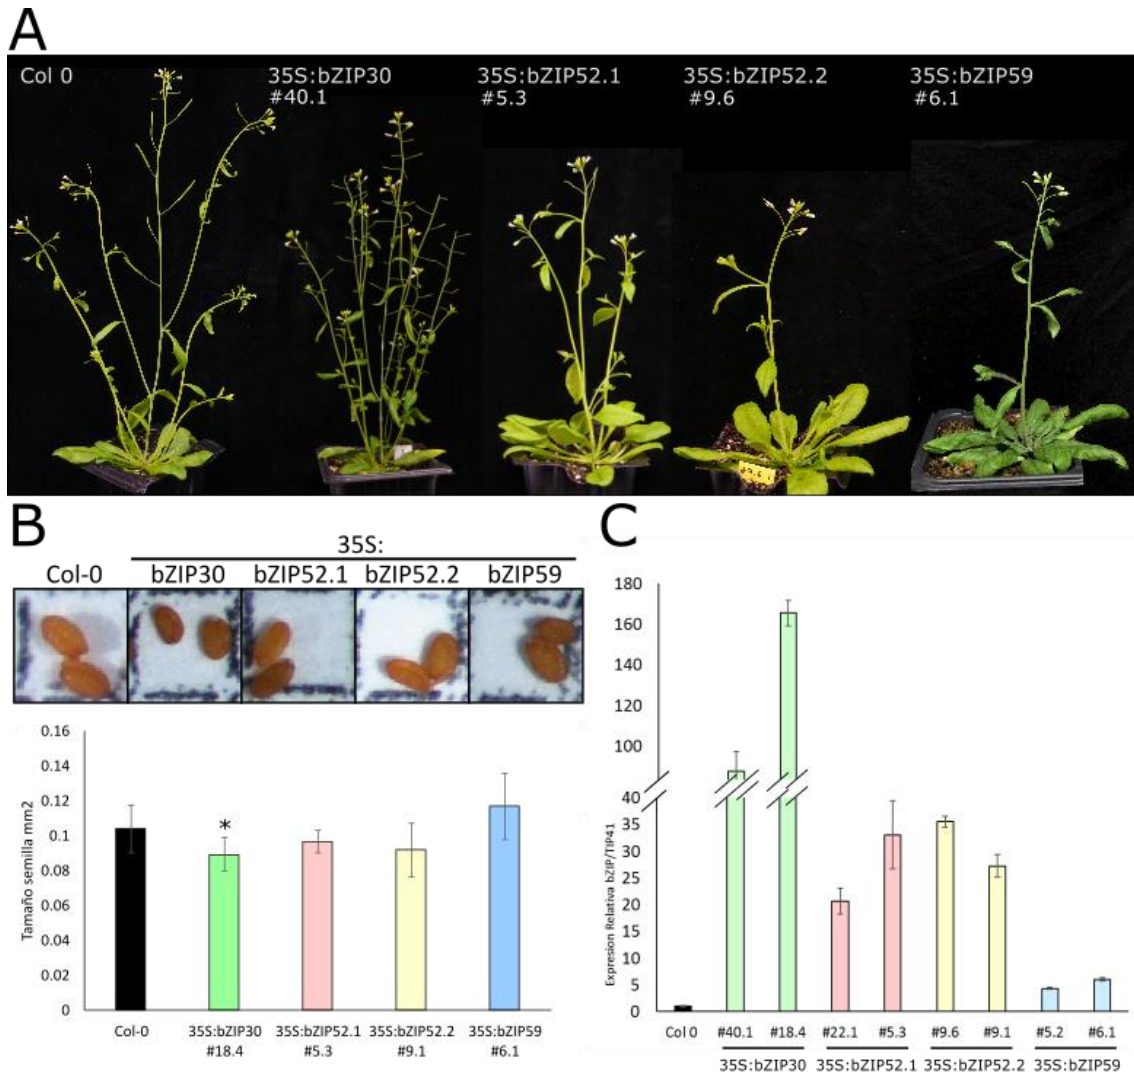 A
Col 0
35S:bZIP30
#40.1
35S:bZIP52.1
#5.3
35S:bZIP52.2
#9.6
35S:bZIP59
#6.1
B
35S:
Col-0
bZIP30
bZIP52.1
bZIP52.2
bZIP59
Tamaño semilla mm2
0.16
0.14
0.12
0.1
0.08
0.06
0.04
0.02
0
*
Col-0
35S:bZIP30
#18.4
35S:bZIP52.1
#5.3
35S:bZIP52.2
#9.1
35S:bZIP59
#6.1
C
Expresion Relativa bZIP/TIP41
180
160
140
120
100
40
35
30
25
20
15
10
5
0
Col 0
#40.1
#18.4
#22.1
#5.3
#9.6
#9.1
#5.2
#6.1
35S:bZIP30
35S:bZIP52.1
35S:bZIP52.2
35S:bZIP59